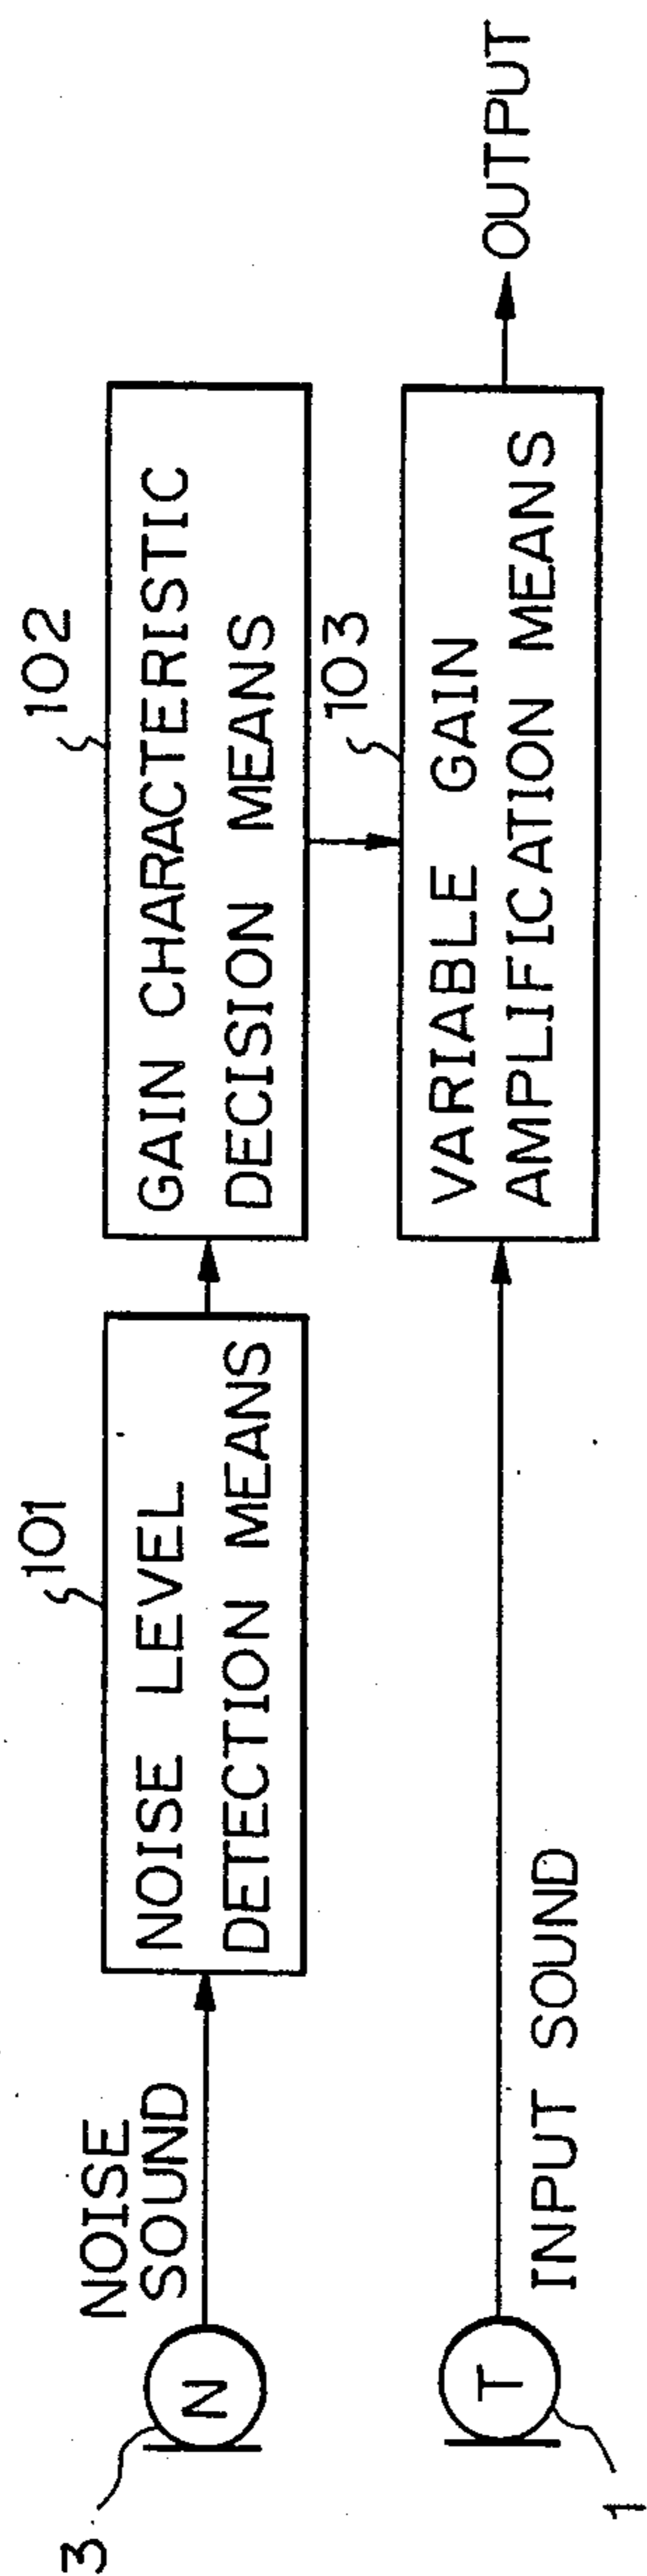 3
N
NOISE
SOUND
101
NOISE LEVEL
DETECTION MEANS
102
GAIN CHARACTERISTIC
DECISION MEANS
1
T
INPUT SOUND
103
VARIABLE GAIN
AMPLIFICATION MEANS
OUTPUT